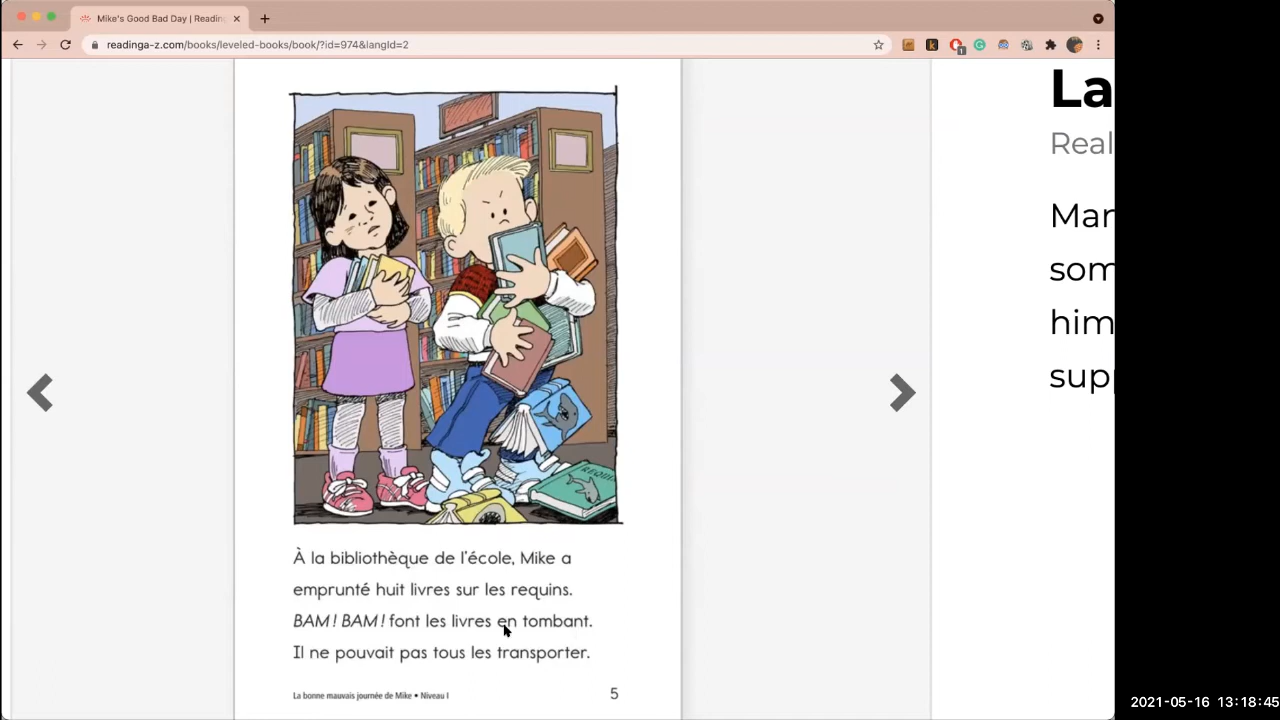 Mike's Good Bad Day | Readin
readinga-z.com/books/leveled-books/book/?id=974&langId=2
La
Real
Mar
som
him
sup
REQUI
À la bibliothèque de l'école, Mike a
emprunté huit livres sur les requins.
BAM ! BAM ! font les livres en tombant.
Il ne pouvait pas tous les transporter.
La bonne mauvais journée de Mike • Niveau I
5
2021-05-16 13:18:45